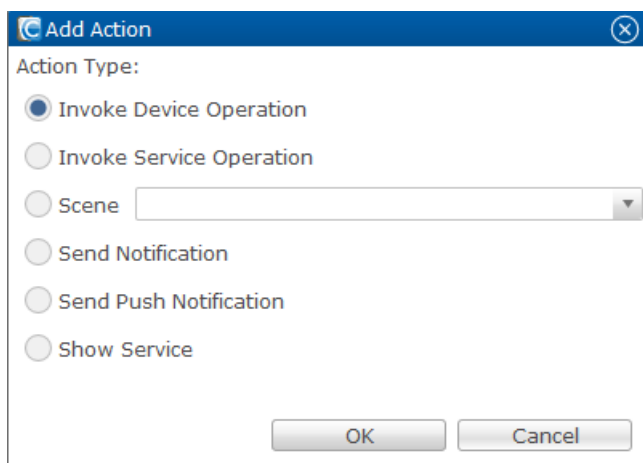 Add Action
Action Type:
Invoke Device Operation
Invoke Service Operation
Scene
Send Notification
Send Push Notification
Show Service
OK Cancel